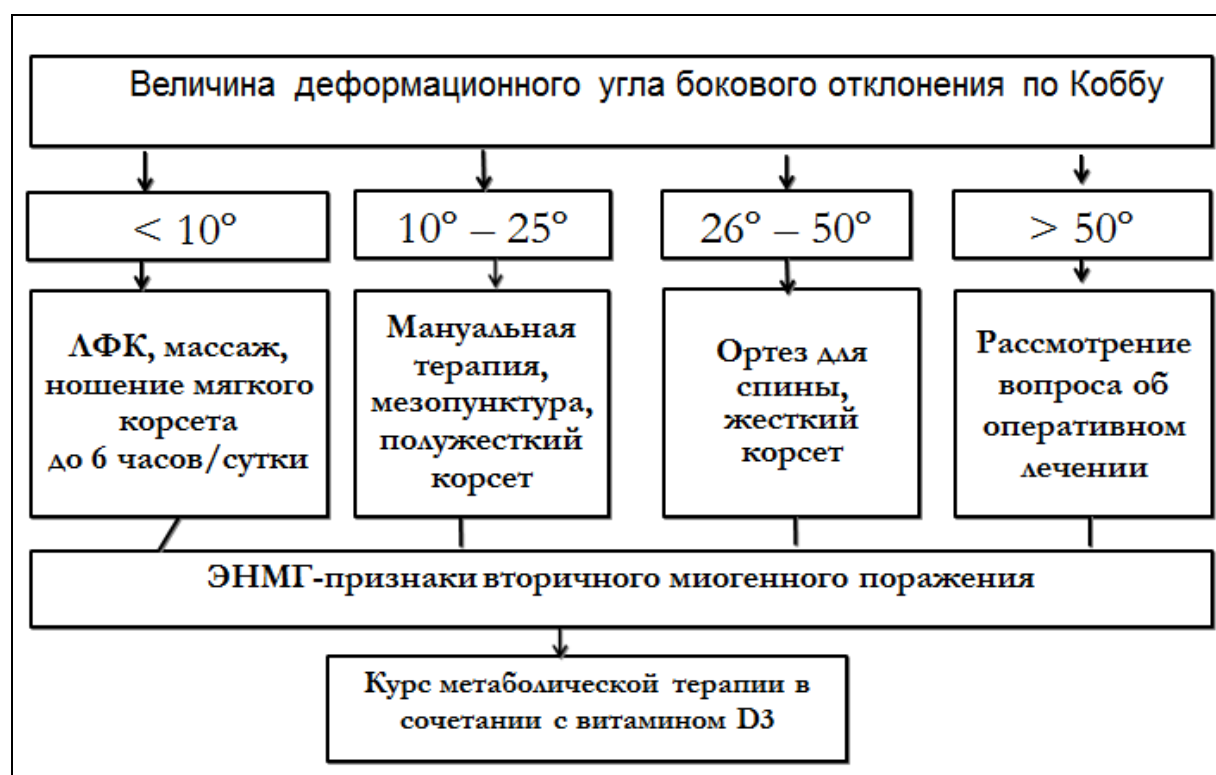 Величина деформационного угла бокового отклонения по Коббу
< 10°
10° – 25°
26° – 50°
> 50°
ЛФК, массаж,
ношение мягкого
корсета
до 6 часов/сутки
Мануальная
терапия,
мезопунктура,
полужесткий
корсет
Ортез для
спины,
жесткий
корсет
Рассмотрение
вопроса об
оперативном
лечении
ЭНМГ-признаки вторичного миогенного поражения
Курс метаболической терапии в
сочетании с витамином D3